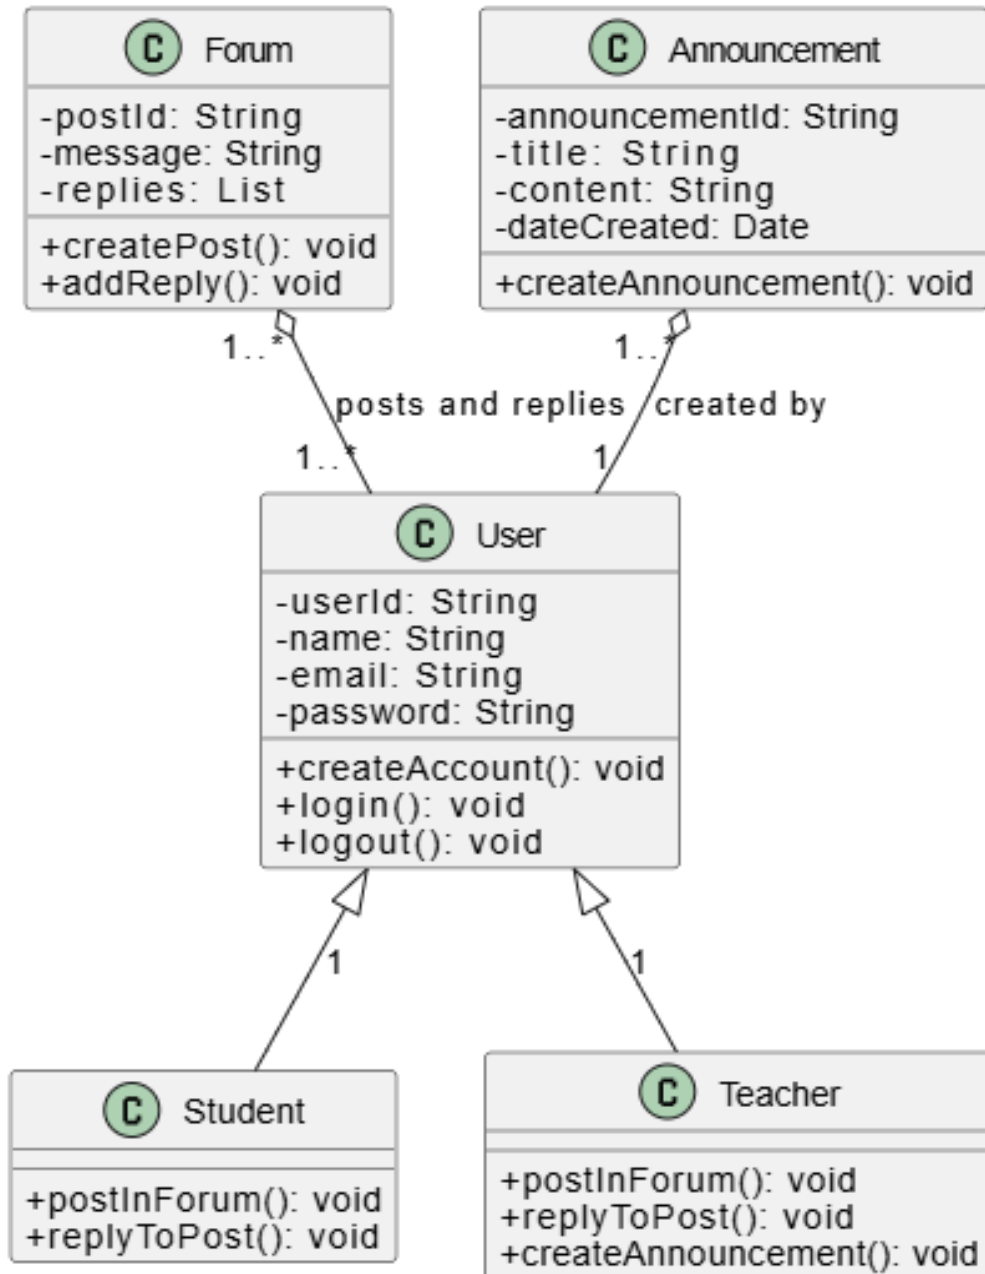 C Forum
-postId: String
-message: String
-replies: List
+createPost(): void
+addReply(): void
C Announcement
-announcementId: String
-title: String
-content: String
-dateCreated: Date
+createAnnouncement(): void
1..*
1..*
posts and replies
created by
1..*
1
C User
-userId: String
-name: String
-email: String
-password: String
+createAccount(): void
+login(): void
+logout(): void
1
1
C Student
+postInForum(): void
+replyToPost(): void
C Teacher
+postInForum(): void
+replyToPost(): void
+createAnnouncement(): void